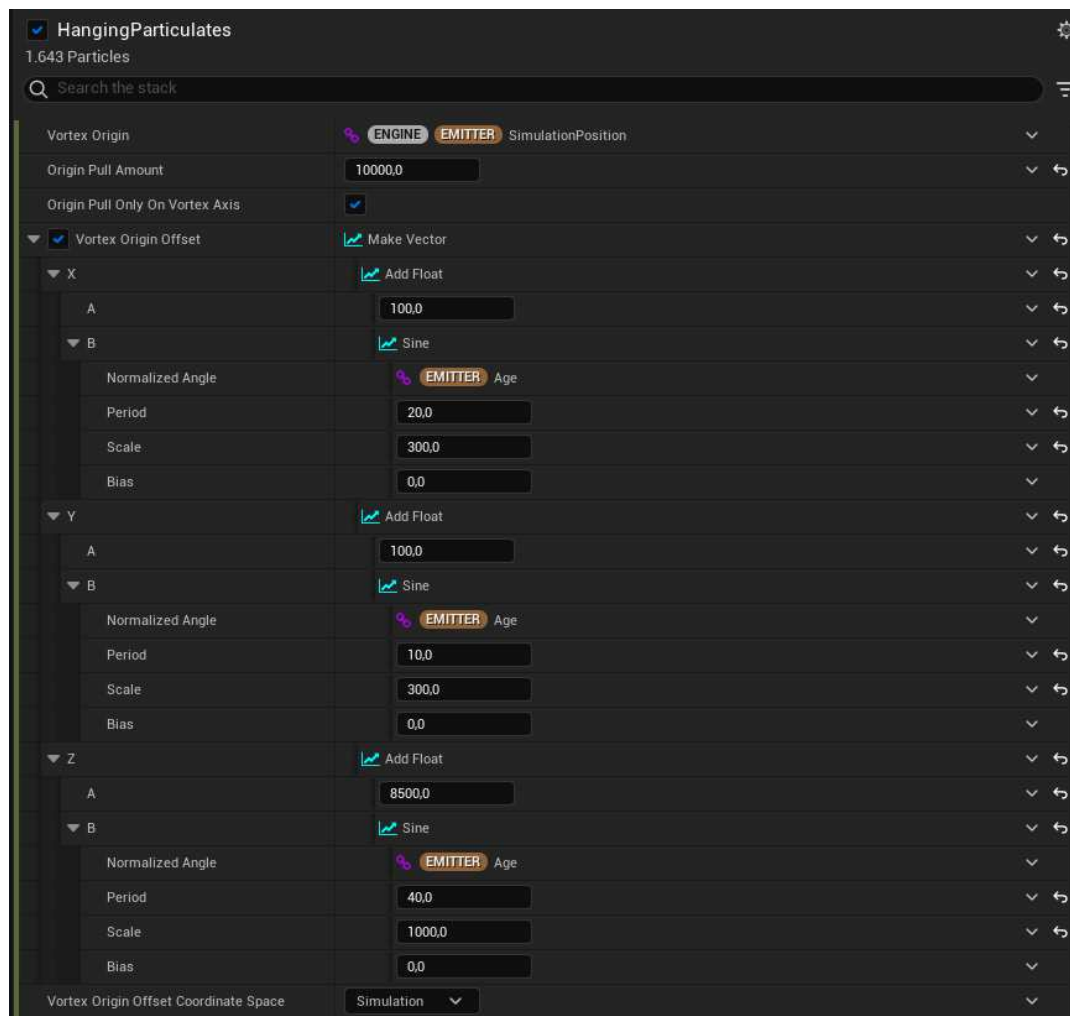 HangingParticulates
1.643 Particles
Search the stack
Vortex Origin ENGINE EMITTER SimulationPosition
Origin Pull Amount 10000,0
Origin Pull Only On Vortex Axis
Vortex Origin Offset Make Vector
X Add Float
A 100,0
B Sine
Normalized Angle EMITTER Age
Period 20,0
Scale 300,0
Bias 0,0
Y Add Float
A 100,0
B Sine
Normalized Angle EMITTER Age
Period 10,0
Scale 300,0
Bias 0,0
Z Add Float
A 8500,0
B Sine
Normalized Angle EMITTER Age
Period 40,0
Scale 1000,0
Bias 0,0
Vortex Origin Offset Coordinate Space Simulation